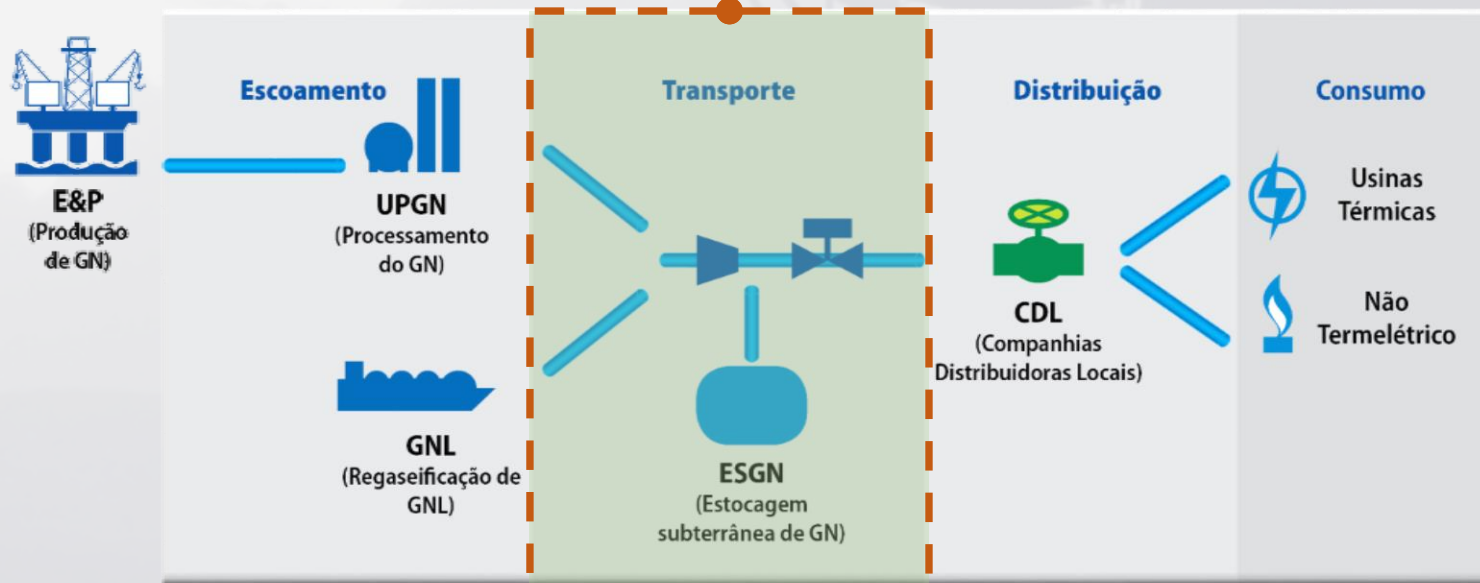 Escoamento
Transporte
Distribuição
Consumo
E&P
(Produção
de GN)
UPGN
(Processamento
do GN)
GNL
(Regaseificação de
GNL)
ESGN
(Estocagem
subterrânea de GN)
CDL
(Companhias
Distribuidoras Locais)
Usinas
Térmicas
Não
Termelétrico